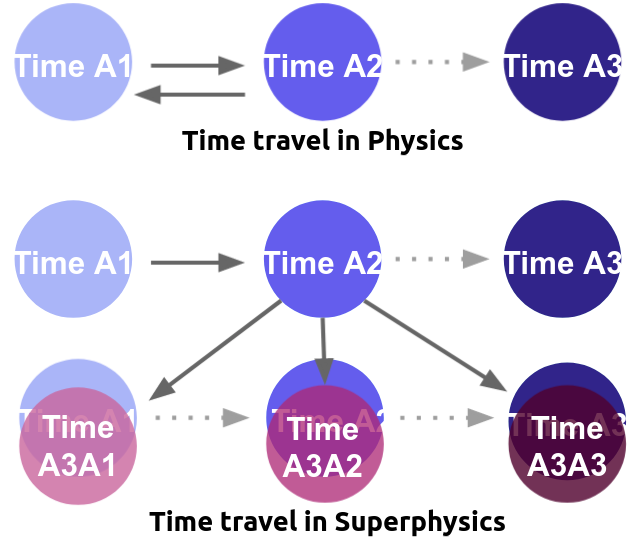 Time A1 Time A2 Time A3
Time travel in Physics
Time A1 Time A2 Time A3
Time A1 Time A2 Time A3
Time Time Time
A3A1 A3A2 A3A3
Time travel in Superphysics